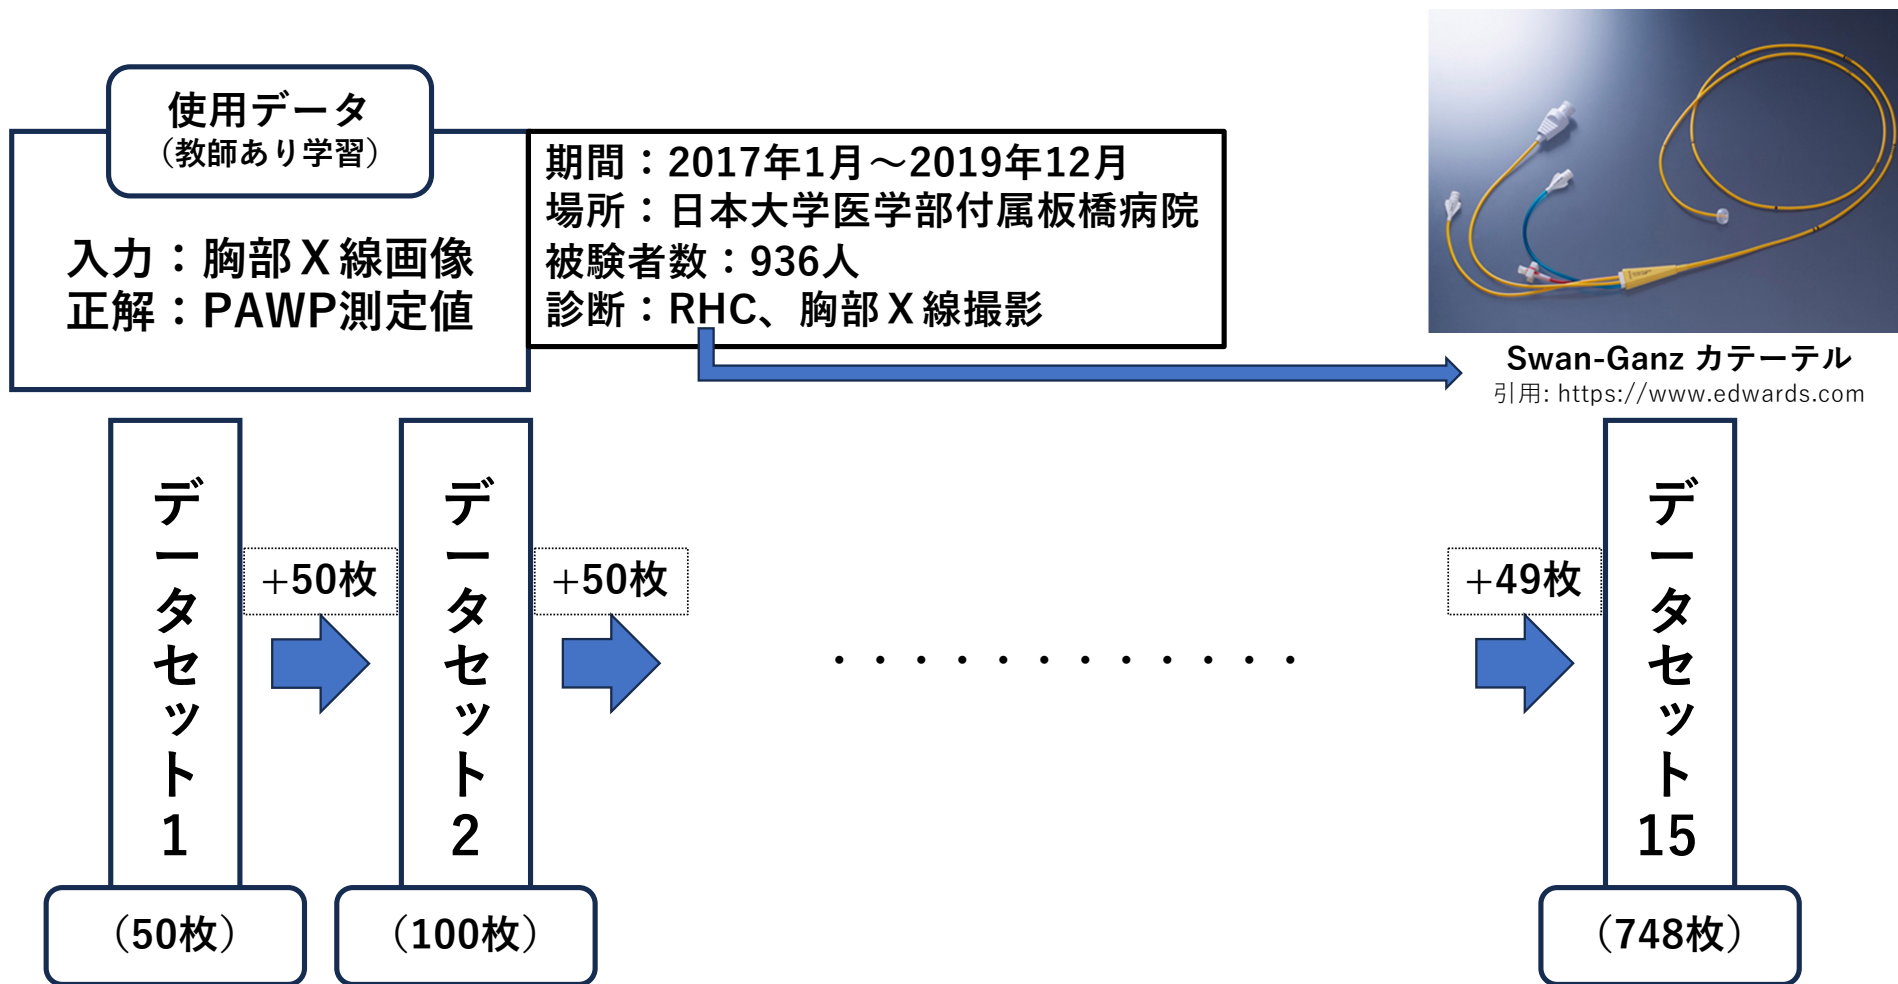 使用データ
（教師あり学習）
入力：胸部Ｘ線画像
正解：PAWP測定値
期間：2017年1月～2019年12月
場所：日本大学医学部付属板橋病院
被験者数：936人
診断：RHC、胸部Ｘ線撮影
Swan-Ganz カテーテル
引用: https://www.edwards.com
データセット1
+50枚
データセット2
+50枚
・・・・・・・・・・・・
+49枚
データセット15
（50枚）
（100枚）
（748枚）